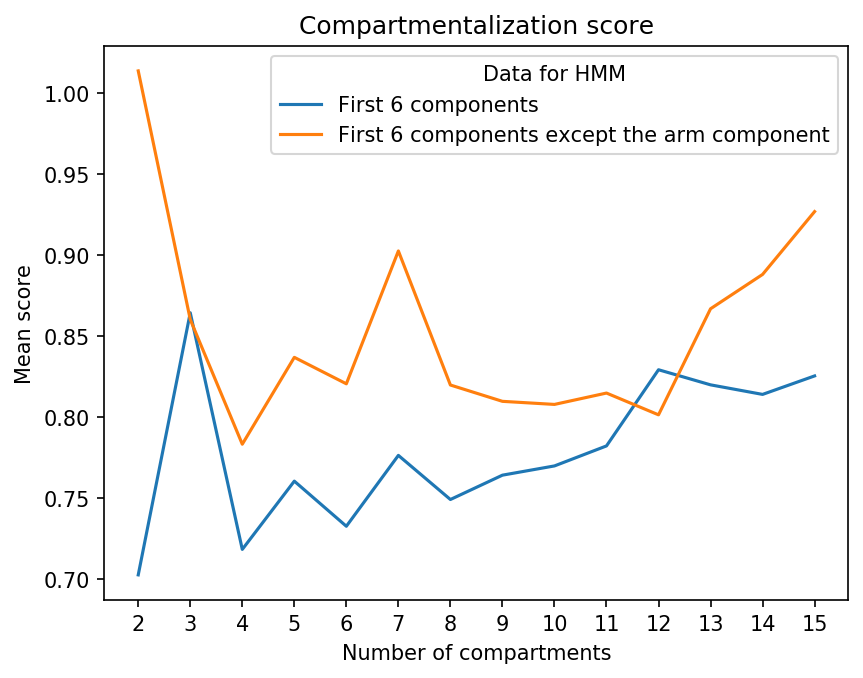 Compartmentalization score
Data for HMM
First 6 components
First 6 components except the arm component
Mean score
1.00
0.95
0.90
0.85
0.80
0.75
0.70
2 3 4 5 6 7 8 9 10 11 12 13 14 15
Number of compartments